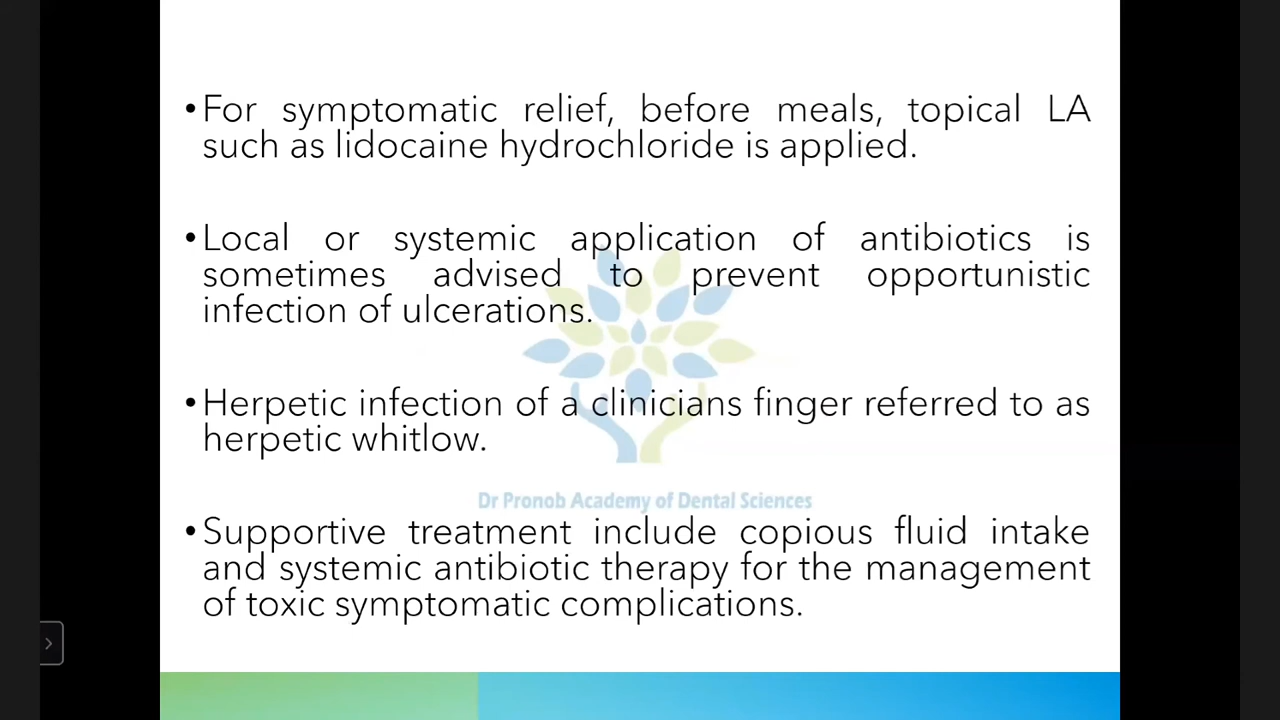 •For symptomatic relief, before meals, topical LA
such as lidocaine hydrochloride is applied.
•Local or systemic application of antibiotics is
sometimes advised to prevent opportunistic
infection of ulcerations.
•Herpetic infection of a clinicians finger referred to as
herpetic whitlow.
Dr Pronob Academy of Dental Sciences
•Supportive treatment include copious fluid intake
and systemic antibiotic therapy for the management
of toxic symptomatic complications.